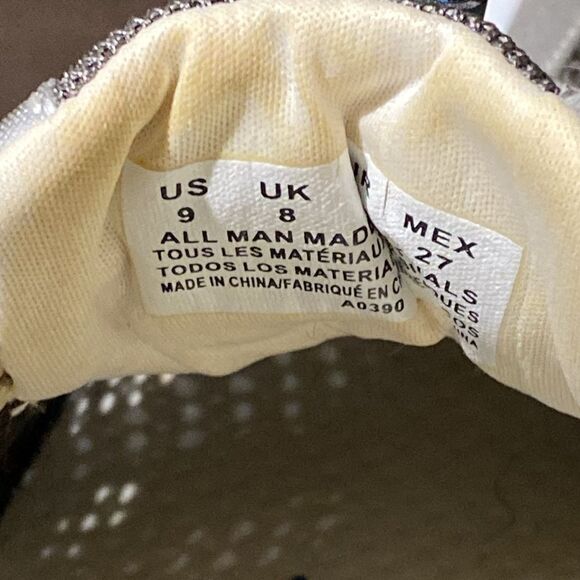 US UK MEX
9 8 27
ALL MAN MADE
TOUS LES MATÉRIAU
TODOS LOS MATERIA
MADE IN CHINA/FABRIQUÉ EN C
A0390